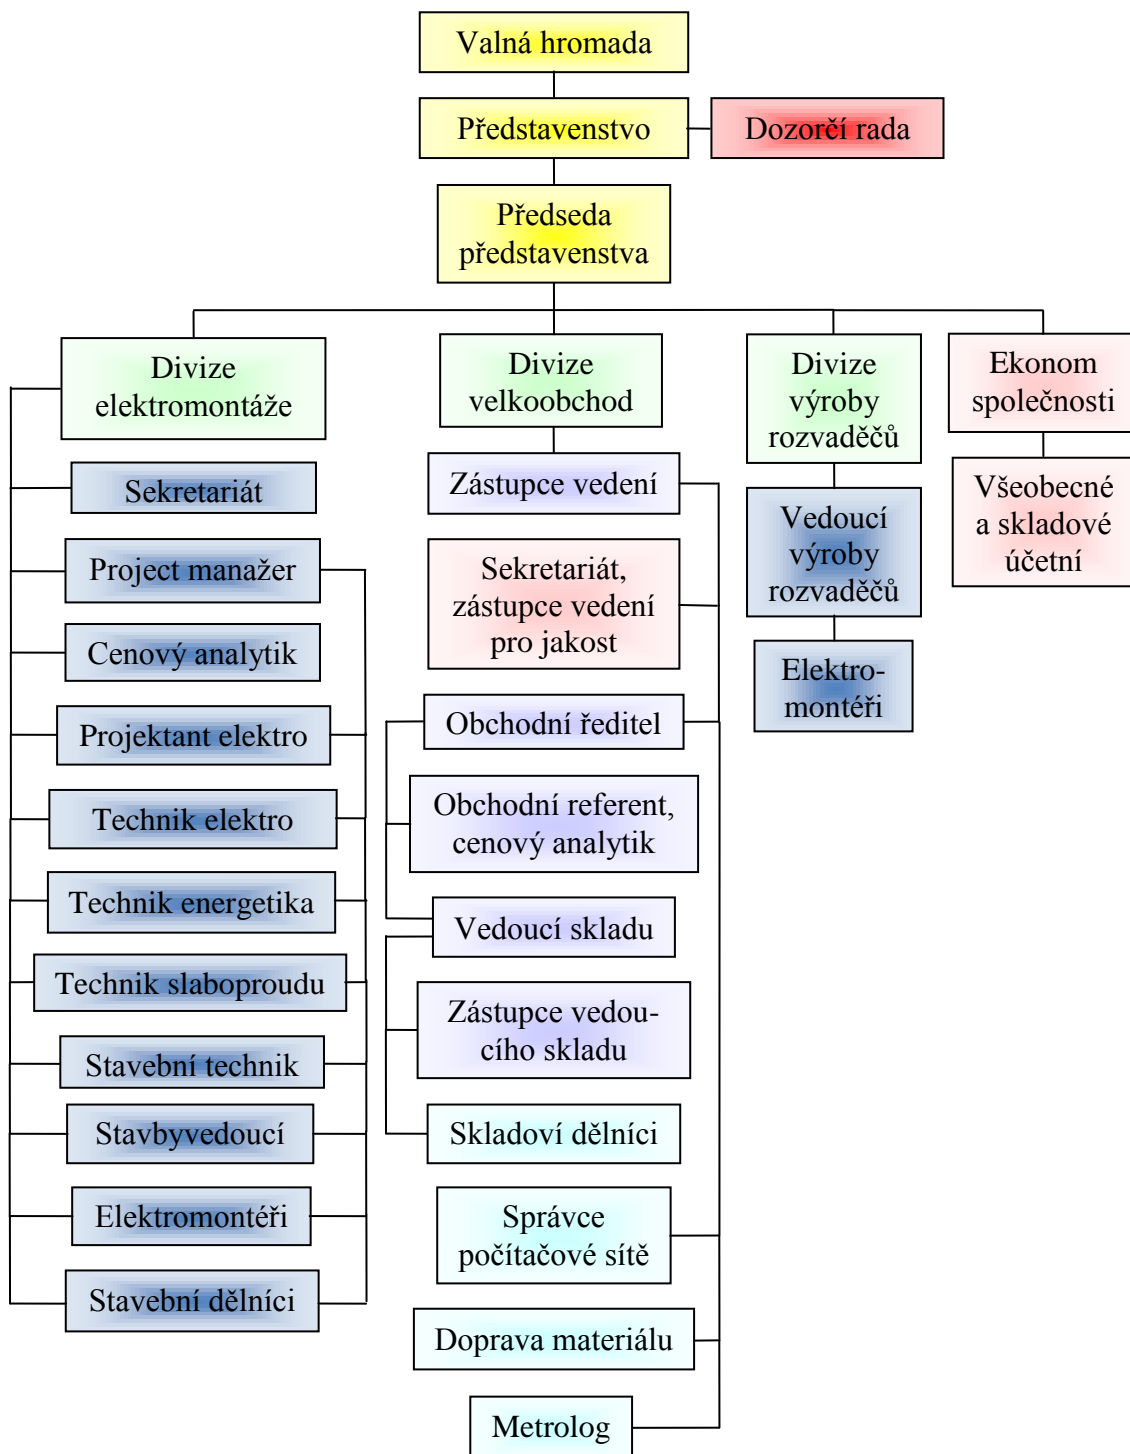 Valná hromada
Představenstvo
Dozorčí rada
Předseda
představenstva
Divize
elektromontáže
Divize
velkoobchod
Divize
výroby
rozvaděčů
Ekonom
společnosti
Sekretariát
Project manažer
Cenový analytik
Projektant elektro
Technik elektro
Technik energetika
Technik slaboproudu
Stavební technik
Stavbyvedoucí
Elektromontéři
Stavební dělníci
Zástupce vedení
Sekretariát,
zástupce vedení
pro jakost
Obchodní ředitel
Obchodní referent,
cenový analytik
Vedoucí skladu
Zástupce vedou-
cího skladu
Skladoví dělníci
Správce
počítačové sítě
Doprava materiálu
Metrolog
Vedoucí
výroby
rozvaděčů
Elektro-
montéři
Všeobecné
a skladové
účetní